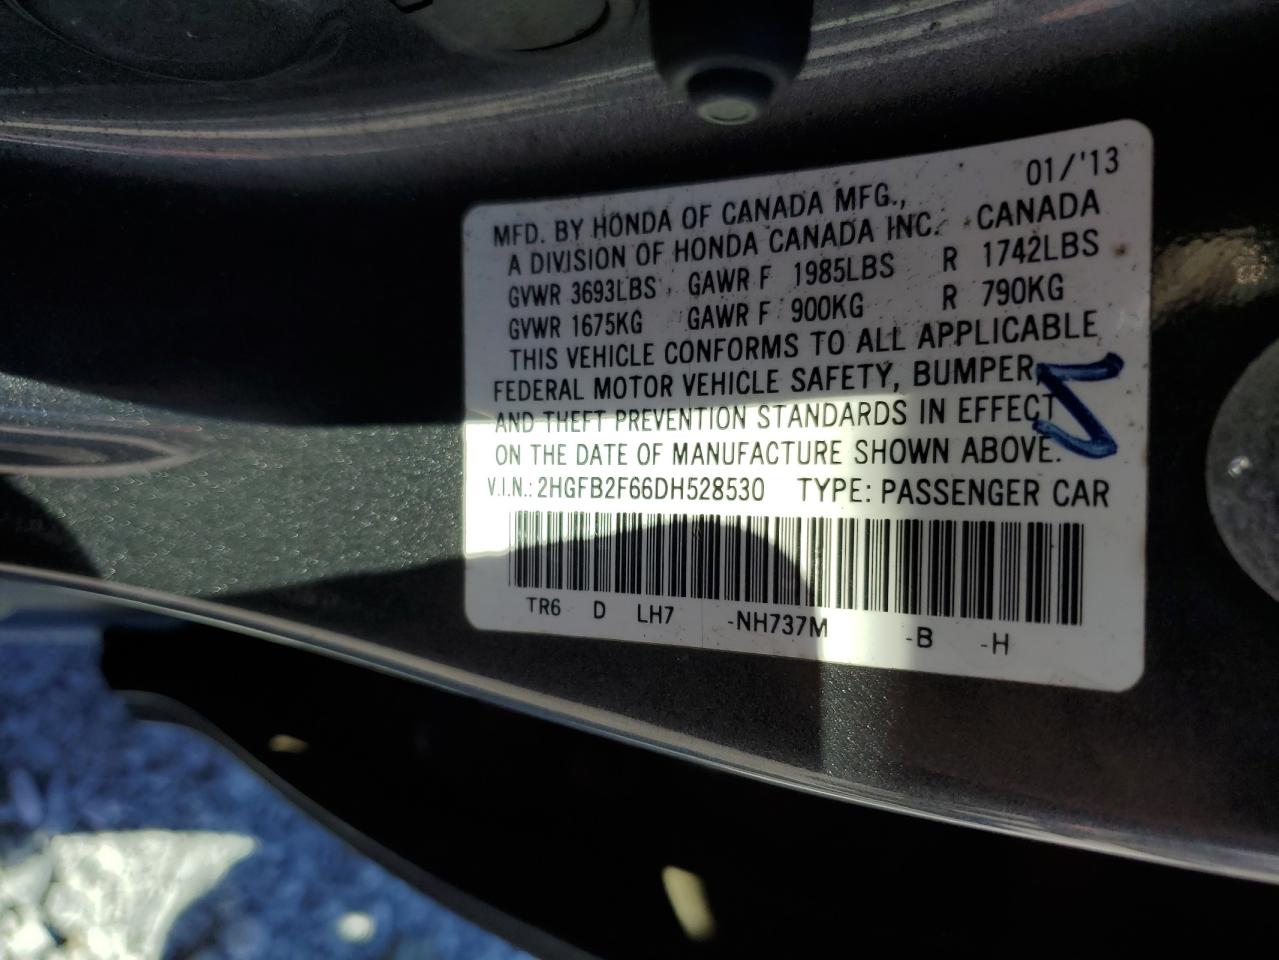 01/'13
MFD. BY HONDA OF CANADA MFG.,
A DIVISION OF HONDA CANADA INC. CANADA
GVWR 3693LBS GAWR F 1985LBS R 1742LBS
GVWR 1675KG GAWR F 900KG R 790KG
THIS VEHICLE CONFORMS TO ALL APPLICABLE
FEDERAL MOTOR VEHICLE SAFETY, BUMPER,
AND THEFT PREVENTION STANDARDS IN EFFECT
ON THE DATE OF MANUFACTURE SHOWN ABOVE.
V.I.N.: 2HGFB2F66DH528530 TYPE: PASSENGER CAR
TR6 D LH7 -NH737M -B -H